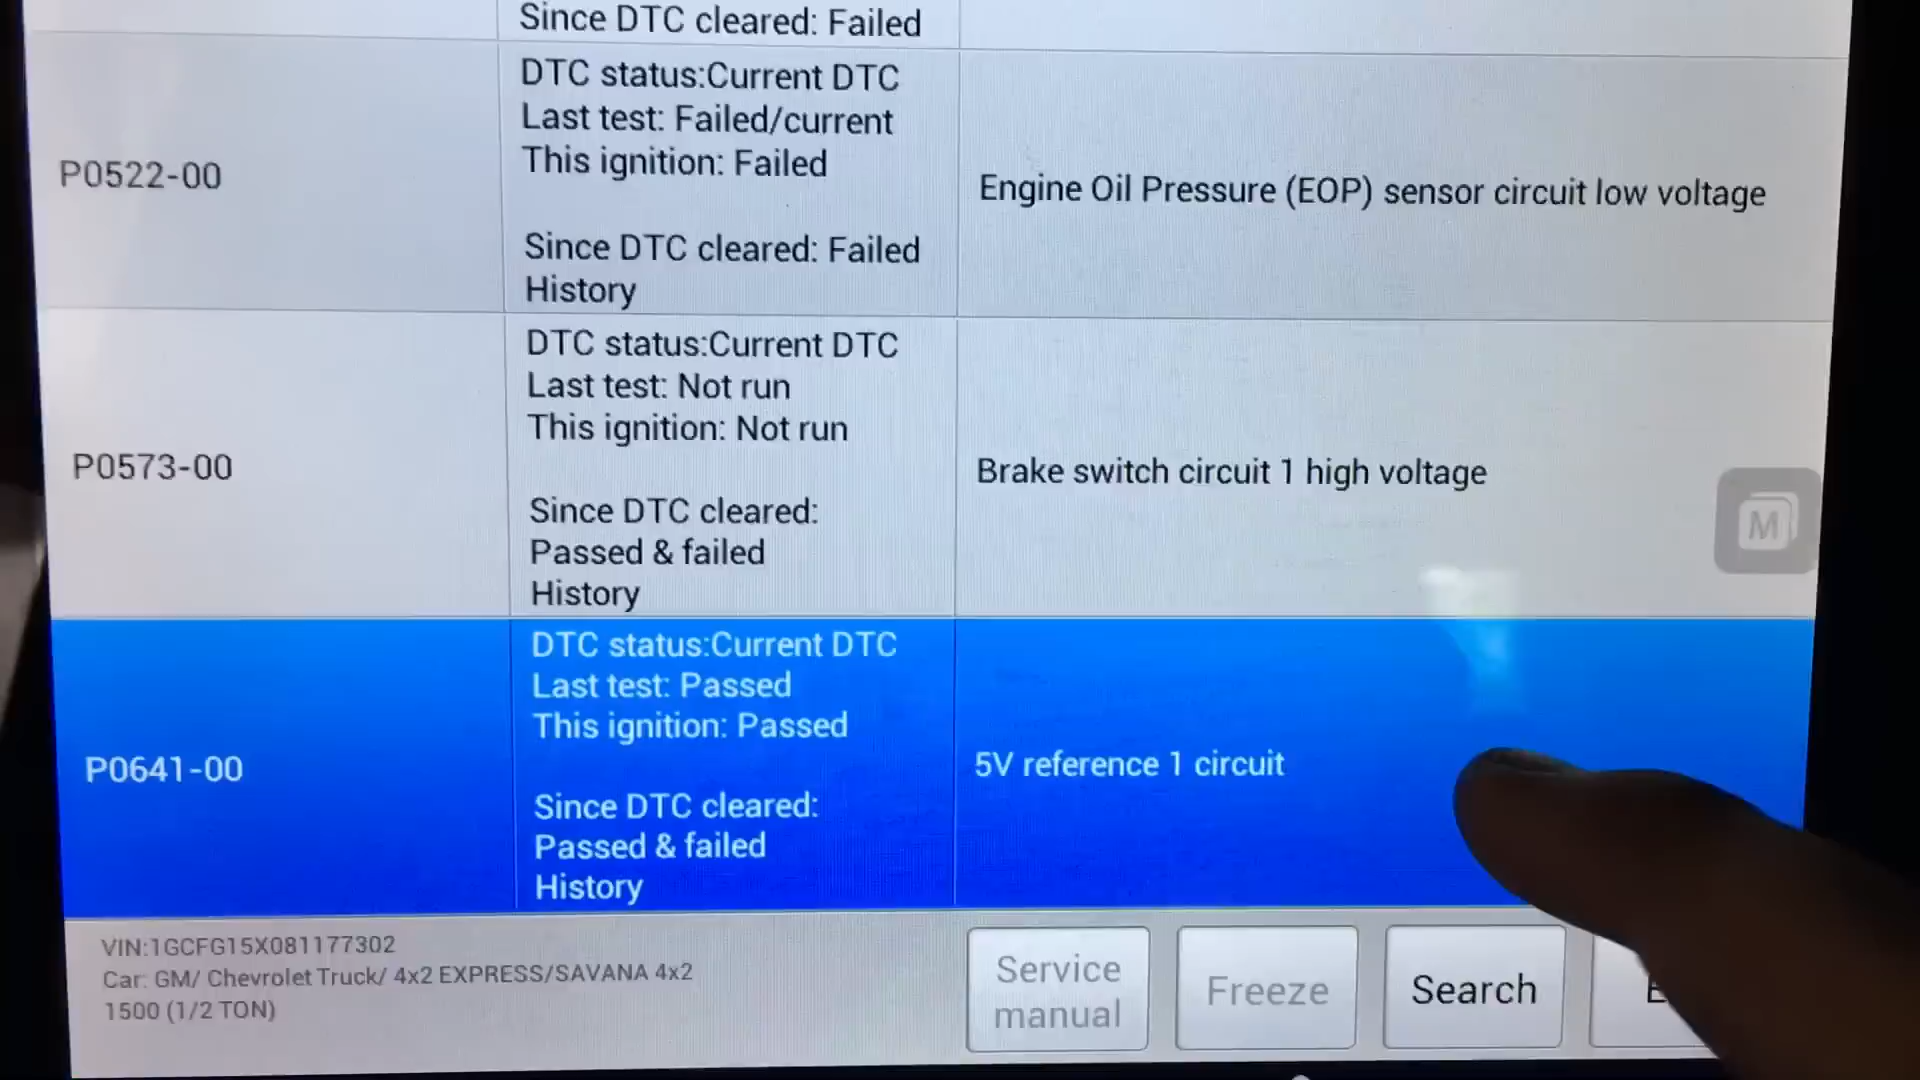 Since DTC cleared: Failed
P0522-00
DTC status:Current DTC
Last test: Failed/current
This ignition: Failed
Since DTC cleared: Failed
History
Engine Oil Pressure (EOP) sensor circuit low voltage
P0573-00
DTC status:Current DTC
Last test: Not run
This ignition: Not run
Since DTC cleared:
Passed & failed
History
Brake switch circuit 1 high voltage
M
P0641-00
DTC status:Current DTC
Last test: Passed
This ignition: Passed
Since DTC cleared:
Passed & failed
History
5V reference 1 circuit
VIN:1GCFG15X081177302
Car: GM/ Chevrolet Truck/ 4x2 EXPRESS/SAVANA 4x2
1500 (1/2 TON)
Service
manual
Freeze
Search